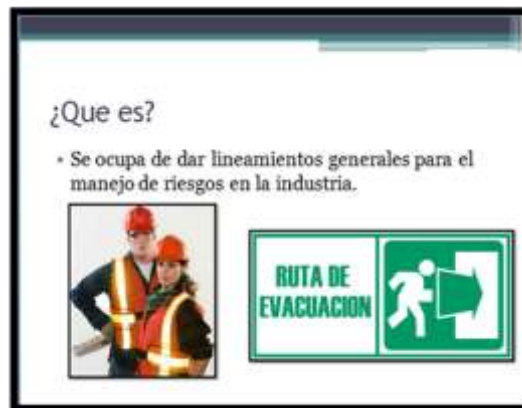 ¿Que es?
• Se ocupa de dar lineamientos generales para el
manejo de riesgos en la industria.
RUTA DE
EVACUACION